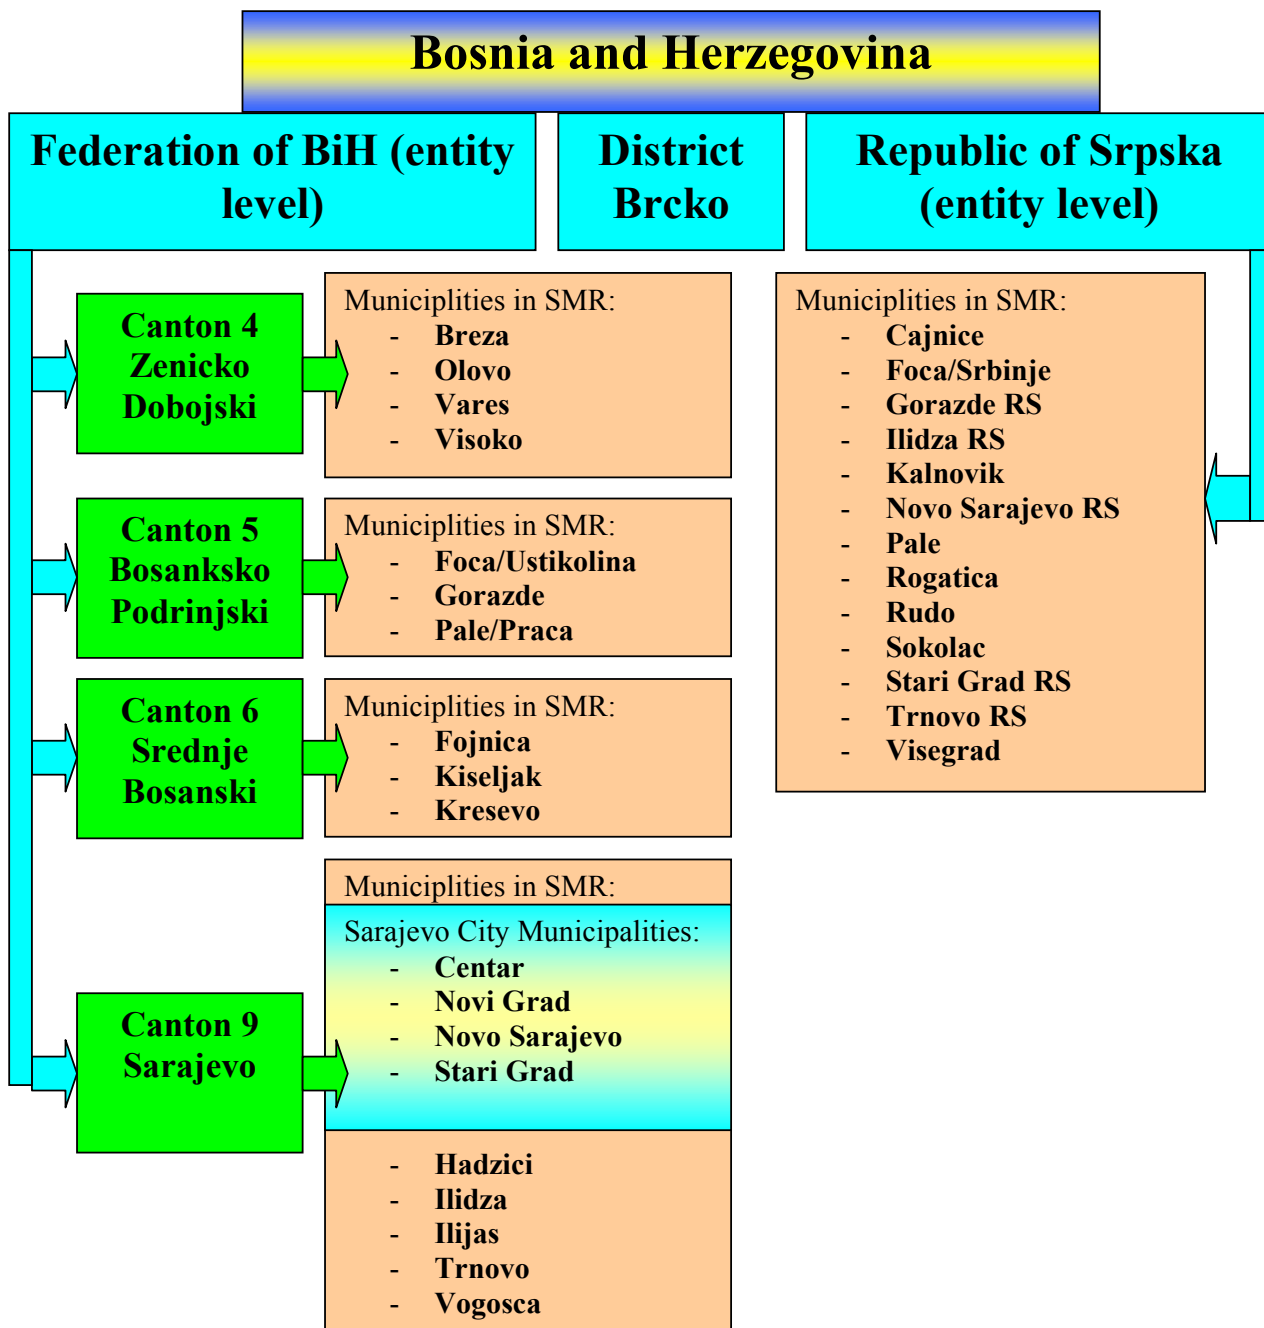 Bosnia and Herzegovina
Federation of BiH (entity
level)
District
Brcko
Republic of Srpska
(entity level)
Canton 4
Zenicko
Dobojski
Municiplities in SMR:
- Breza
- Olovo
- Vares
- Visoko
Canton 5
Bosanksko
Podrinjski
Municiplities in SMR:
- Foca/Ustikolina
- Gorazde
- Pale/Praca
Canton 6
Srednje
Bosanski
Municiplities in SMR:
- Fojnica
- Kiseljak
- Kresevo
Canton 9
Sarajevo
Municiplities in SMR:
Sarajevo City Municipalities:
- Centar
- Novi Grad
- Novo Sarajevo
- Stari Grad
- Hadzici
- Ilidza
- Ilijas
- Trnovo
- Vogosca
Municiplities in SMR:
- Cajnice
- Foca/Srbinje
- Gorazde RS
- Ilidza RS
- Kalnovik
- Novo Sarajevo RS
- Pale
- Rogatica
- Rudo
- Sokolac
- Stari Grad RS
- Trnovo RS
- Visegrad